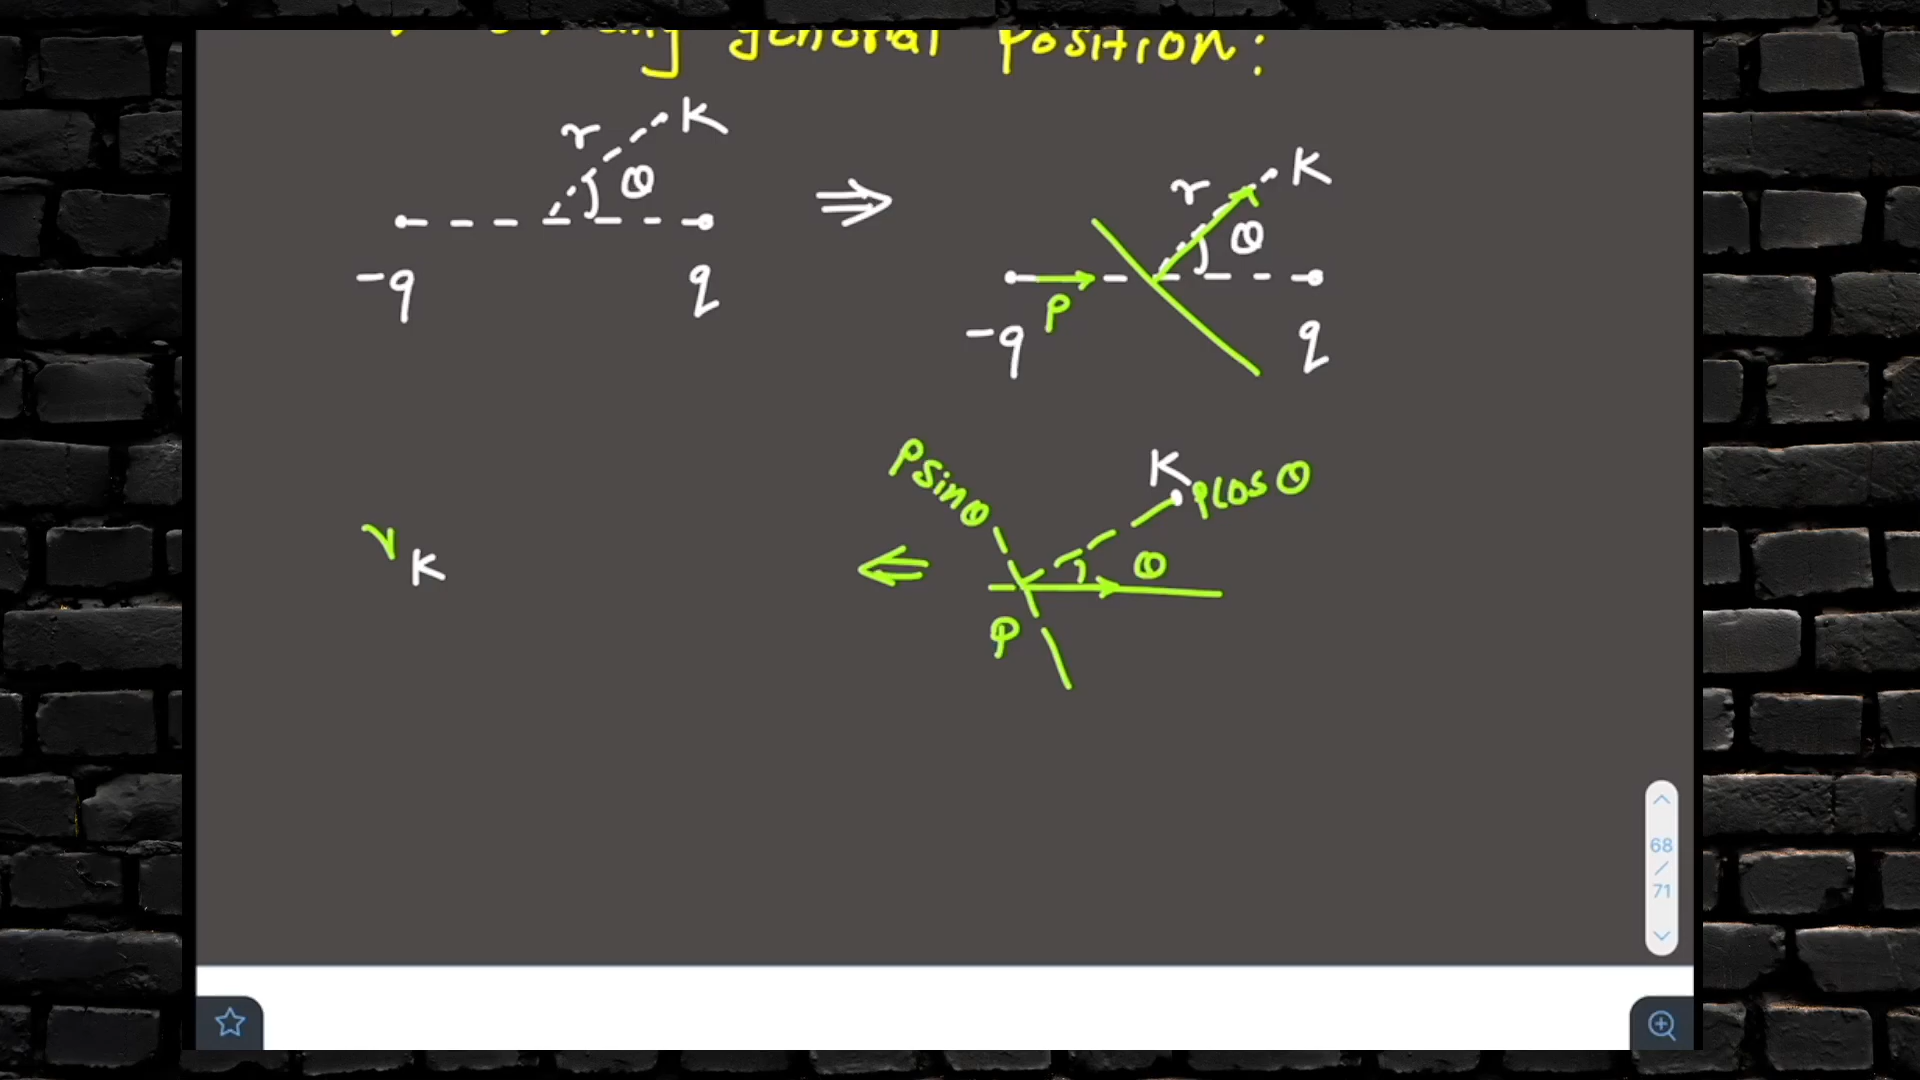 general position:
r K
θ
-q q
⇒
r K
θ
P
-q q
Psinθ
K Pcosθ
θ
⇐
P
K
68
/
71